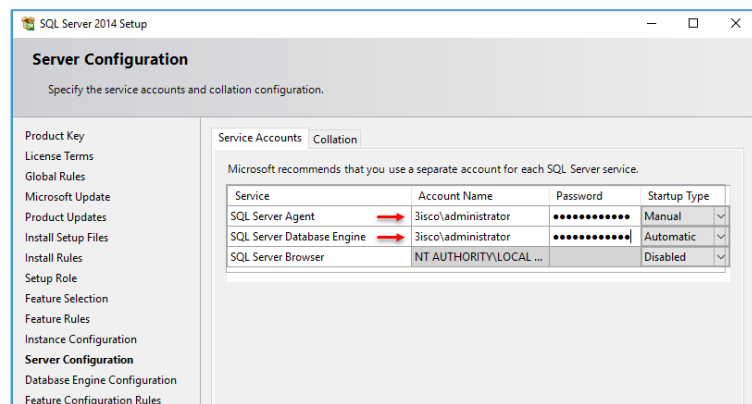 SQL Server 2014 Setup
Server Configuration
Specify the service accounts and collation configuration.
Product Key
License Terms
Global Rules
Microsoft Update
Product Updates
Install Setup Files
Install Rules
Setup Role
Feature Selection
Feature Rules
Instance Configuration
Server Configuration
Database Engine Configuration
Feature Configuration Rules
Service Accounts Collation
Microsoft recommends that you use a separate account for each SQL Server service.
Service Account Name Password Startup Type
SQL Server Agent 3isco\administrator ●●●●●●●●●●●● Manual
SQL Server Database Engine 3isco\administrator ●●●●●●●●●●●● Automatic
SQL Server Browser NT AUTHORITY\LOCAL ... Disabled